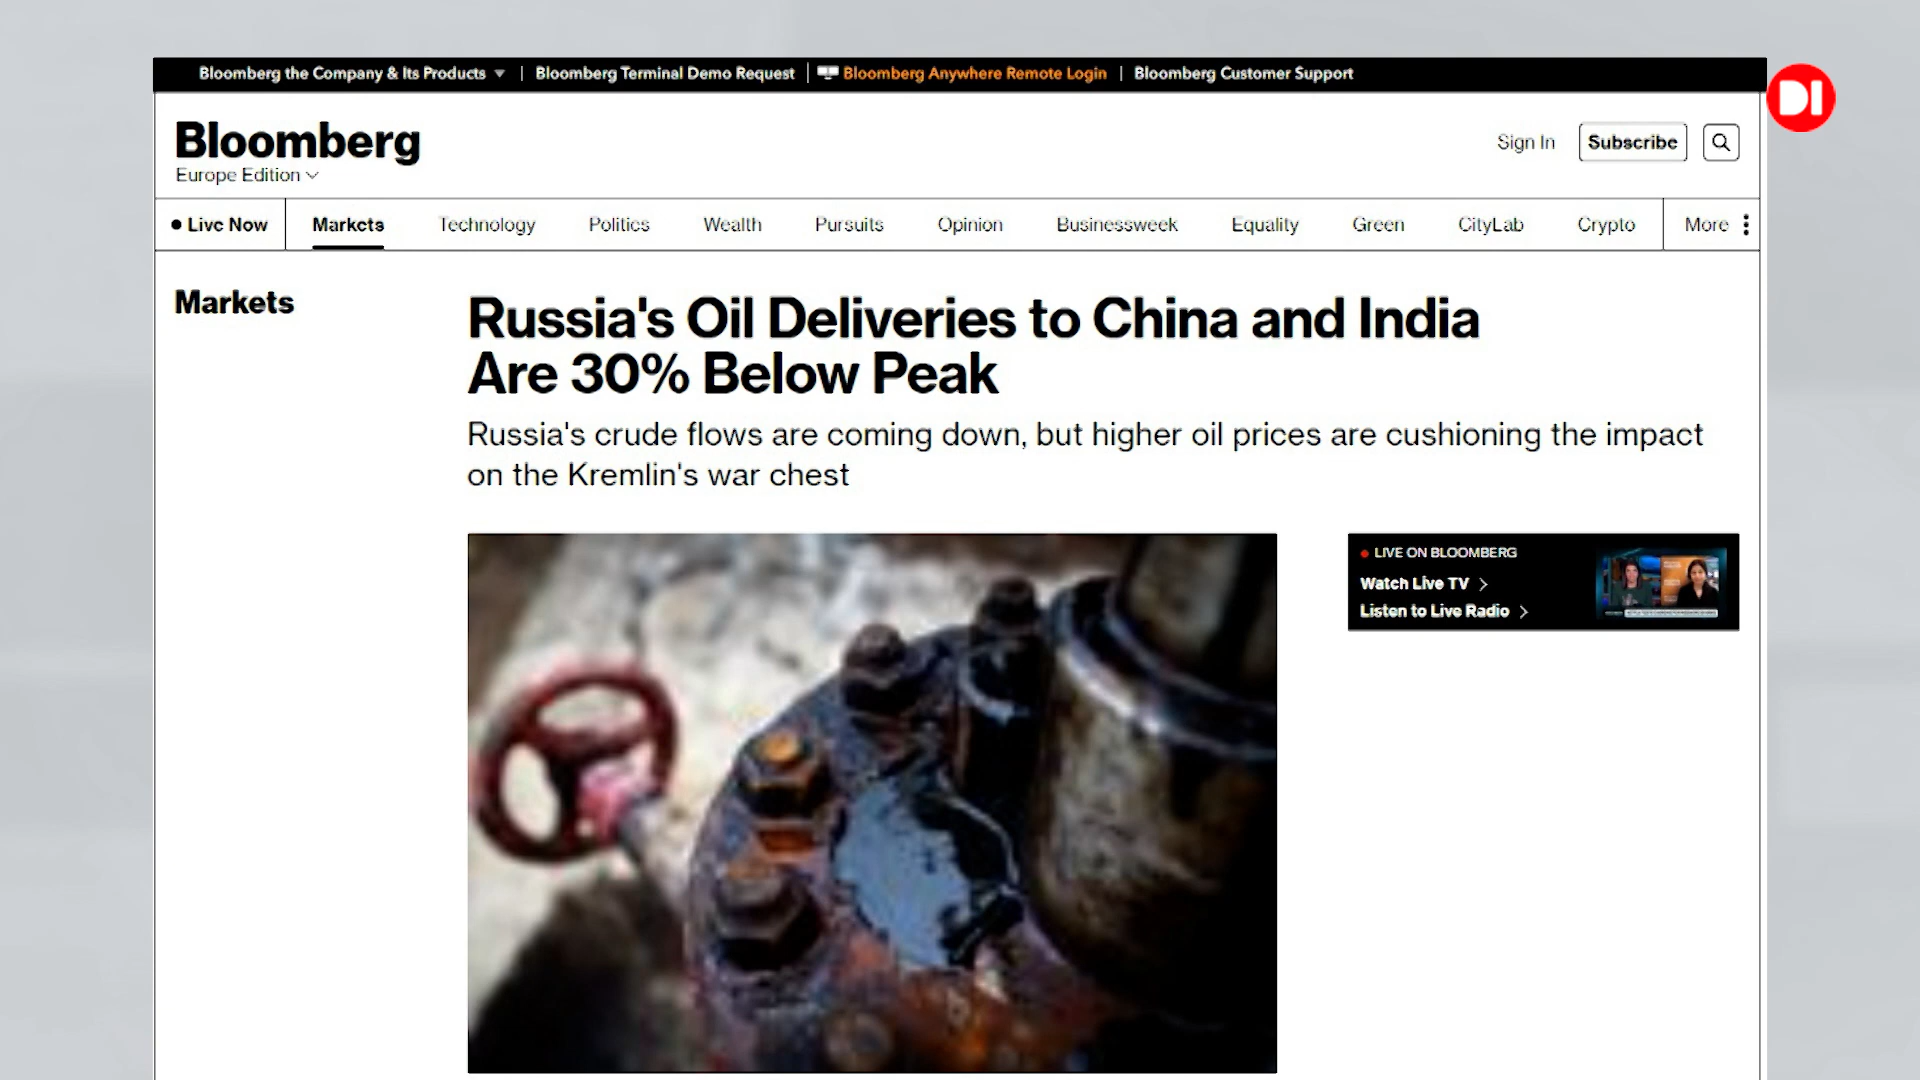 Bloomberg the Company & Its Products
Bloomberg Terminal Demo Request
Bloomberg Anywhere Remote Login
Bloomberg Customer Support
DI
Bloomberg
Europe Edition
Sign In
Subscribe
Live Now
Markets
Technology
Politics
Wealth
Pursuits
Opinion
Businessweek
Equality
Green
CityLab
Crypto
More
Markets
Russia's Oil Deliveries to China and India
Are 30% Below Peak
Russia's crude flows are coming down, but higher oil prices are cushioning the impact
on the Kremlin's war chest
LIVE ON BLOOMBERG
Watch Live TV
Listen to Live Radio